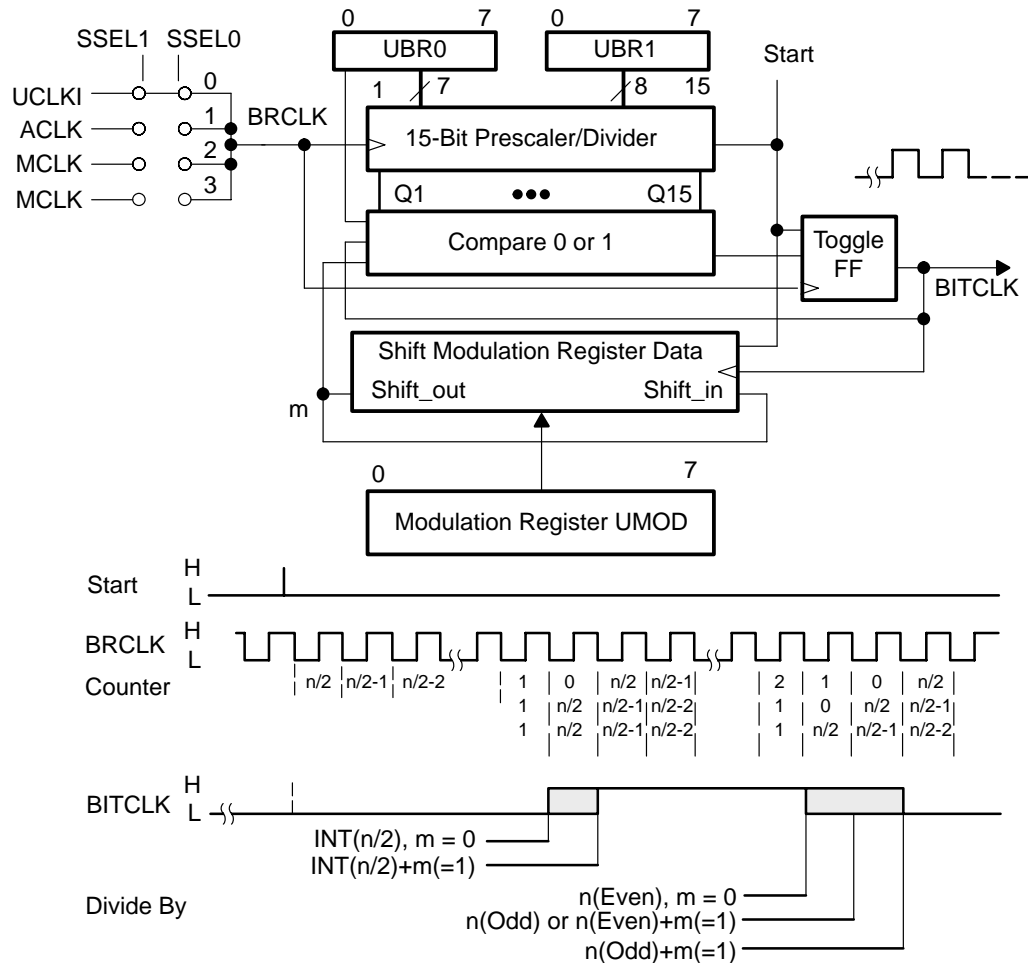 0 7 0 7
SSEL1 SSEL0 UBR0 UBR1 Start
0 1 7 8 15
UCLKI
ACLK 1 BRCLK 15-Bit Prescaler/Divider
MCLK 2
MCLK 3 Q1 ••• Q15
Compare 0 or 1 Toggle
FF
BITCLK
Shift Modulation Register Data
Shift_out Shift_in
m
0 7
Modulation Register UMOD
Start H
L
BRCLK H
L
Counter n/2 n/2-1 n/2-2 1 0 n/2 n/2-1 2 1 0 n/2
1 n/2 n/2-1 n/2-2 1 0 n/2 n/2-1
1 n/2 n/2-1 n/2-2 1 n/2 n/2-1 n/2-2
BITCLK H
L
INT(n/2), m = 0
INT(n/2)+m(=1)
n(Even), m = 0
Divide By n(Odd) or n(Even)+m(=1)
n(Odd)+m(=1)